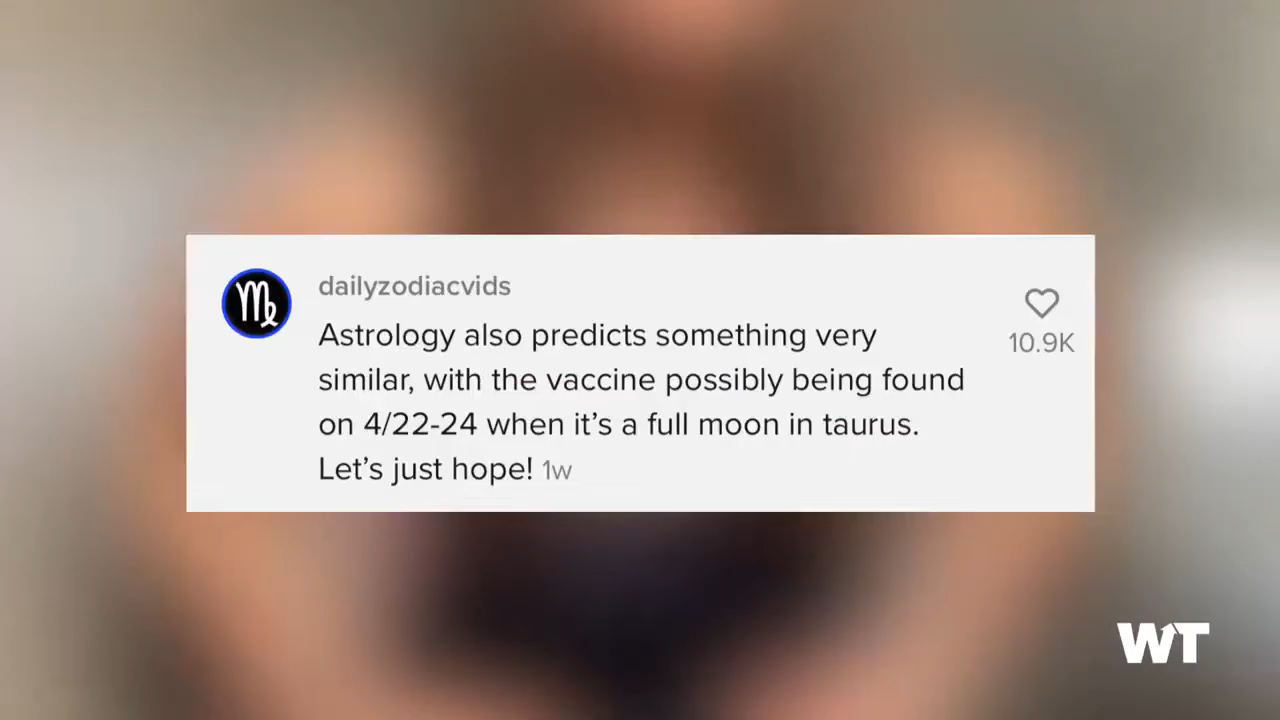 dailyzodiacvids
Astrology also predicts something very
similar, with the vaccine possibly being found
on 4/22-24 when it’s a full moon in taurus.
Let’s just hope! 1w
10.9K
WT